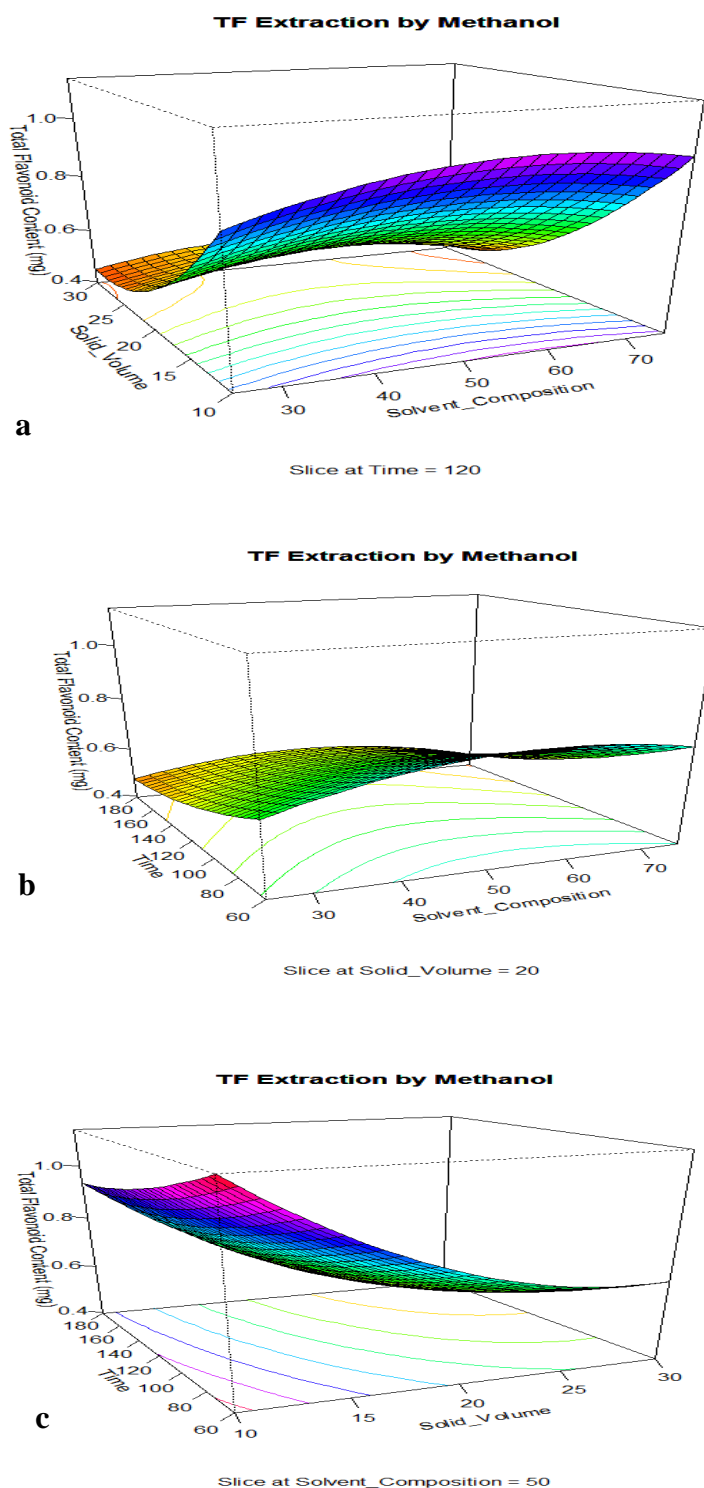 TF Extraction by Methanol
Total Flavonoid Content (mg)
1.0
0.8
0.6
0.4
30
25
20
15
10
Solid_Volume
30
40
50
60
70
Solvent_Composition
a
Slice at Time = 120
TF Extraction by Methanol
Total Flavonoid Content (mg)
1.0
0.8
0.6
0.4
180
160
140
120
100
80
60
Time
30
40
50
60
70
Solvent_Composition
b
Slice at Solid_Volume = 20
TF Extraction by Methanol
Total Flavonoid Content (mg)
1.0
0.8
0.6
0.4
180
160
140
120
100
80
60
Time
10
15
20
25
30
Solid_Volume
c
Slice at Solvent_Composition = 50